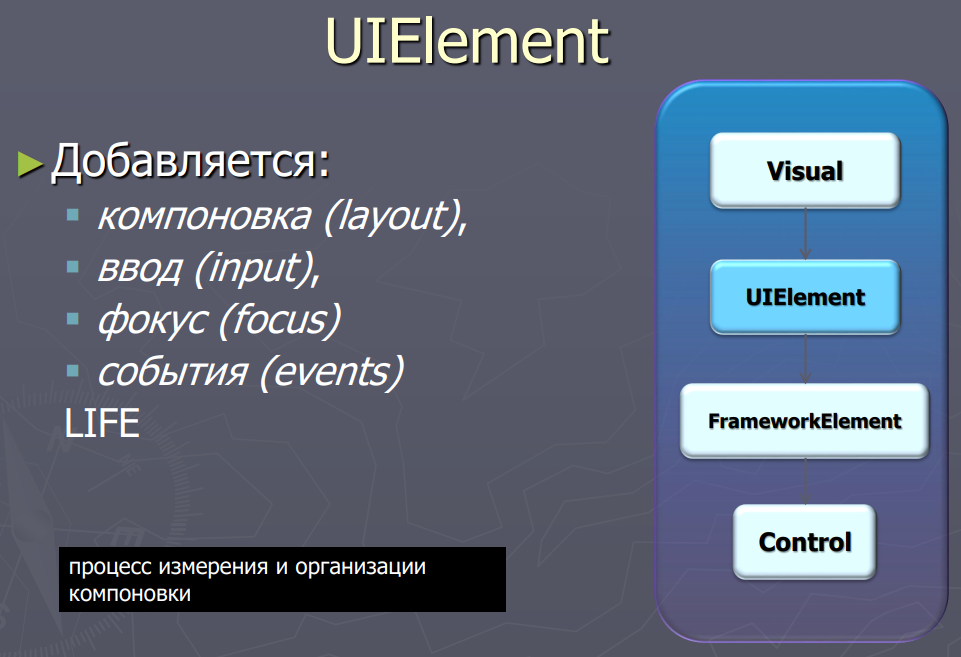 UIElement
Добавляется:
компоновка (layout),
ввод (input),
фокус (focus)
события (events)
LIFE
процесс измерения и организации
компоновки
Visual
UIElement
FrameworkElement
Control